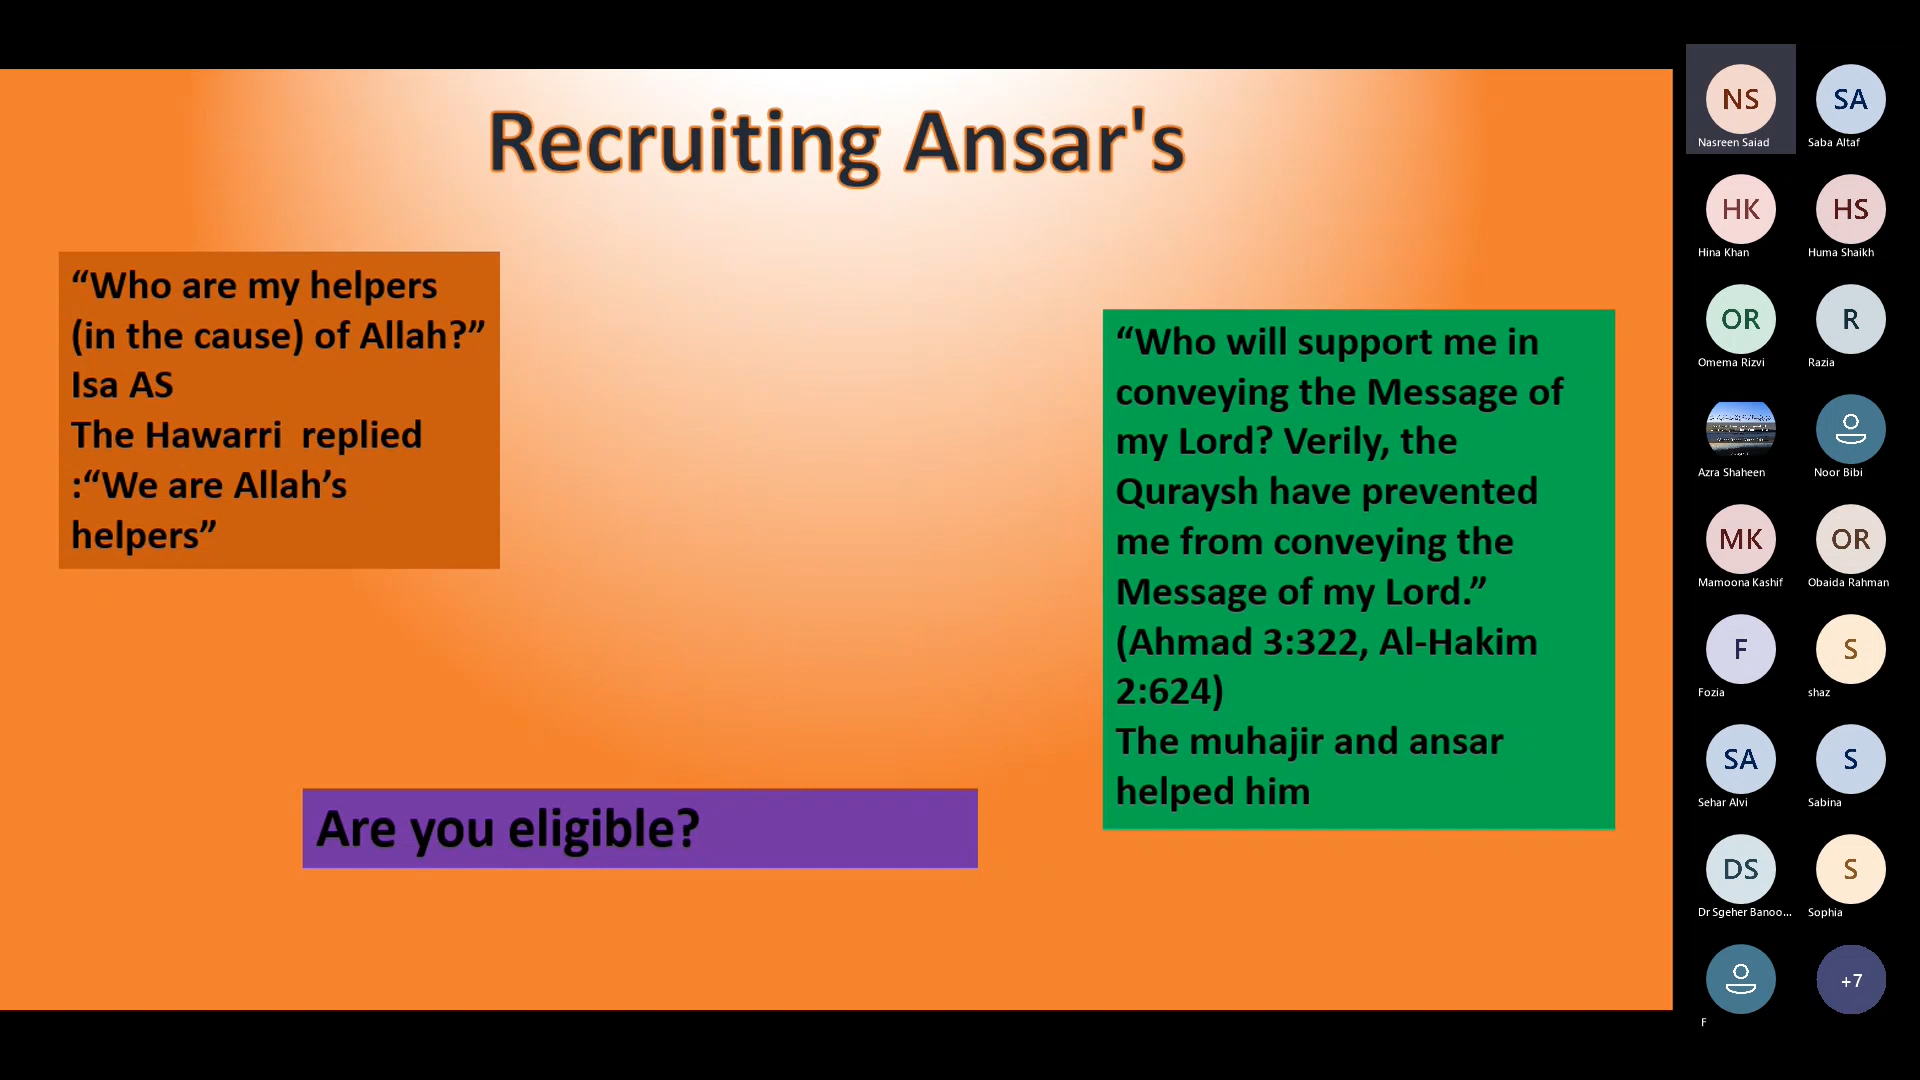 Recruiting Ansar's
“Who are my helpers
(in the cause) of Allah?”
Isa AS
The Hawarri  replied
:“We are Allah’s
helpers”
“Who will support me in
conveying the Message of
my Lord? Verily, the
Quraysh have prevented
me from conveying the
Message of my Lord.”
(Ahmad 3:322, Al-Hakim
2:624)
The muhajir and ansar
helped him
Are you eligible?
NS
Nasreen Saiad
SA
Saba Altaf
HK
Hina Khan
HS
Huma Shaikh
OR
Omema Rizvi
R
Razia
Azra Shaheen
Noor Bibi
MK
Mamoona Kashif
OR
Obaida Rahman
F
Fozia
S
shaz
SA
Sehar Alvi
S
Sabina
DS
Dr Sgeher Banoo...
S
Sophia
F
+7